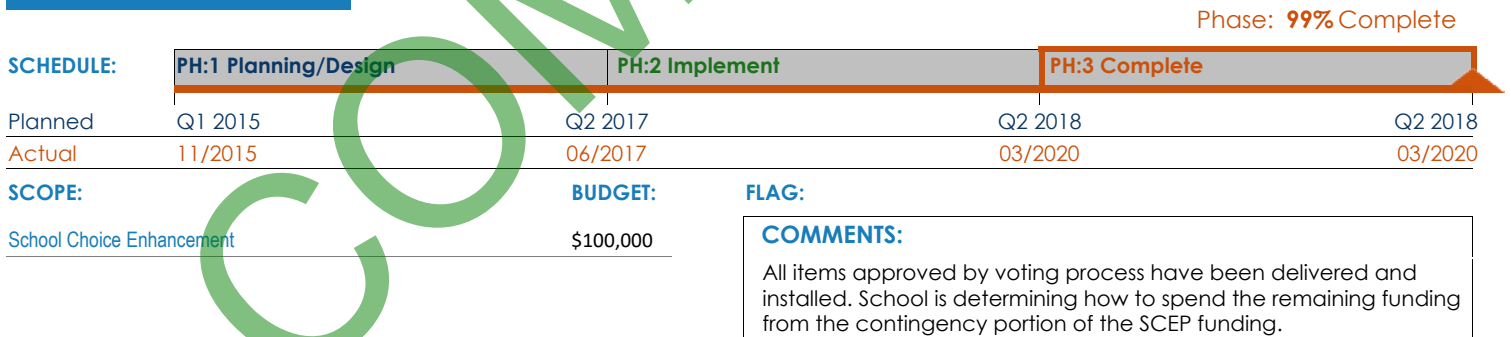 Phase: 99% Complete
SCHEDULE: PH:1 Planning/Design PH:2 Implement PH:3 Complete
Planned Q1 2015 Q2 2017 Q2 2018 Q2 2018
Actual 11/2015 06/2017 03/2020 03/2020
SCOPE: BUDGET: FLAG:
School Choice Enhancement $100,000
COMMENTS:
All items approved by voting process have been delivered and
installed. School is determining how to spend the remaining funding
from the contingency portion of the SCEP funding.
COM